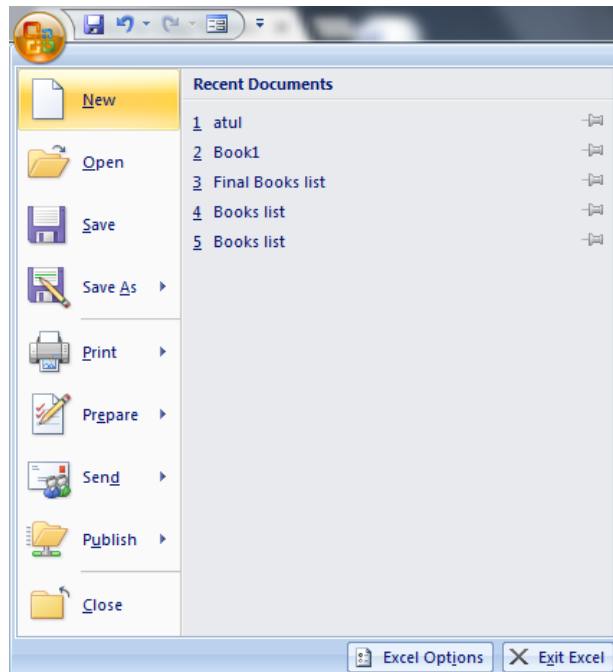 New
Open
Save
Save As
Print
Prepare
Send
Publish
Close
Recent Documents
1 atul
2 Book1
3 Final Books list
4 Books list
5 Books list
Excel Options
Exit Excel